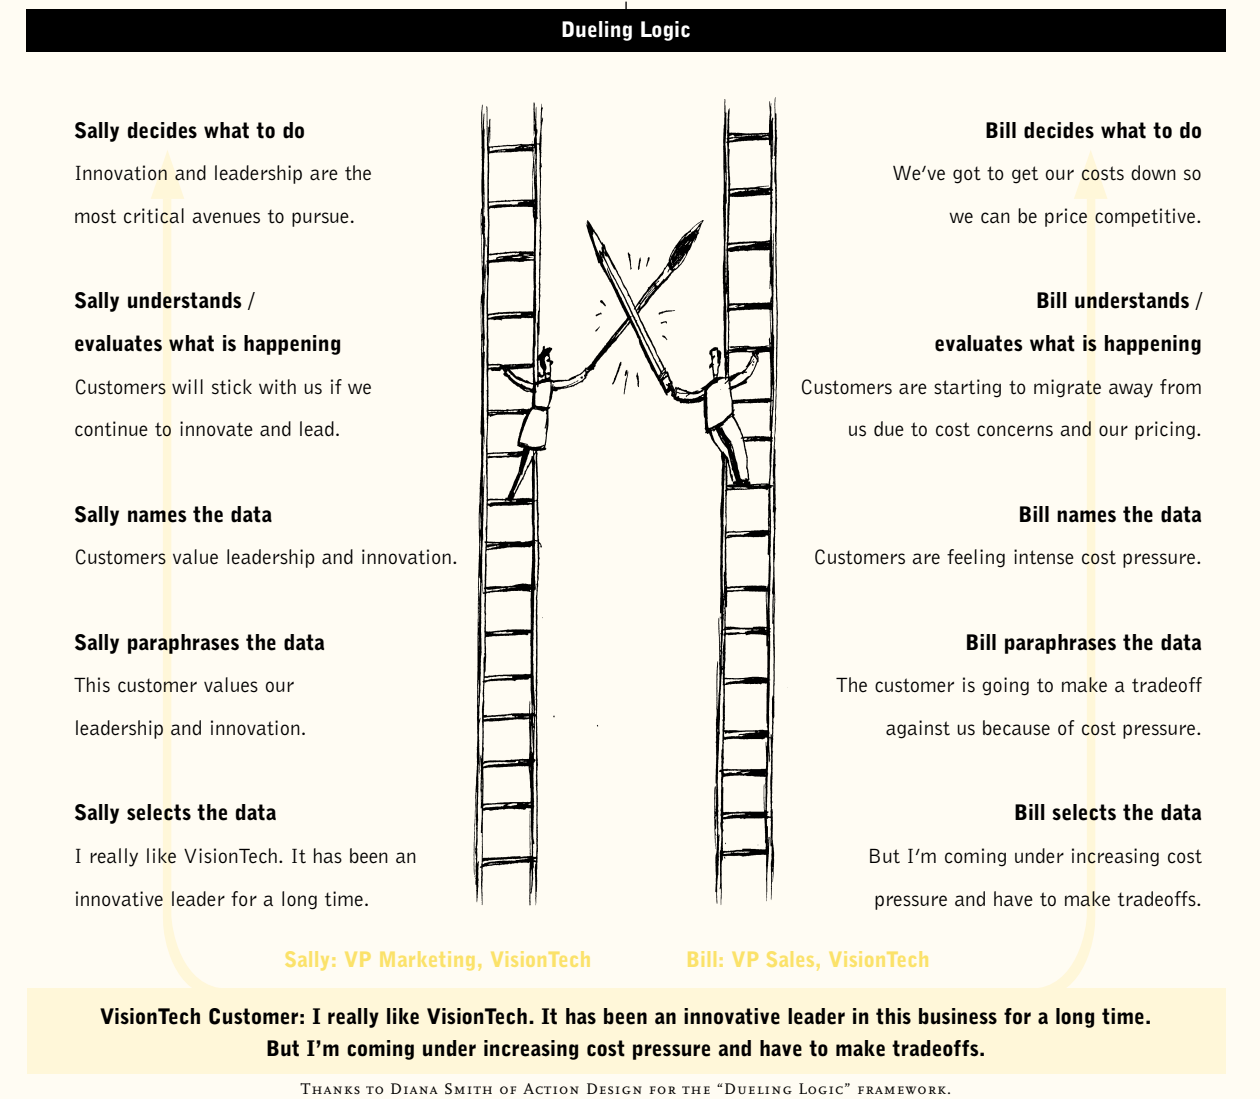 Dueling Logic
Sally decides what to do
Innovation and leadership are the
most critical avenues to pursue.
Sally understands /
evaluates what is happening
Customers will stick with us if we
continue to innovate and lead.
Sally names the data
Customers value leadership and innovation.
Sally paraphrases the data
This customer values our
leadership and innovation.
Sally selects the data
I really like VisionTech. It has been an
innovative leader for a long time.
Sally: VP Marketing, VisionTech
Bill decides what to do
We've got to get our costs down so
we can be price competitive.
Bill understands /
evaluates what is happening
Customers are starting to migrate away from
us due to cost concerns and our pricing.
Bill names the data
Customers are feeling intense cost pressure.
Bill paraphrases the data
The customer is going to make a tradeoff
against us because of cost pressure.
Bill selects the data
But I'm coming under increasing cost
pressure and have to make tradeoffs.
Bill: VP Sales, VisionTech
VisionTech Customer: I really like VisionTech. It has been an innovative leader in this business for a long time.
But I'm coming under increasing cost pressure and have to make tradeoffs.
Thanks to Diana Smith of Action Design for the “Dueling Logic” framework.